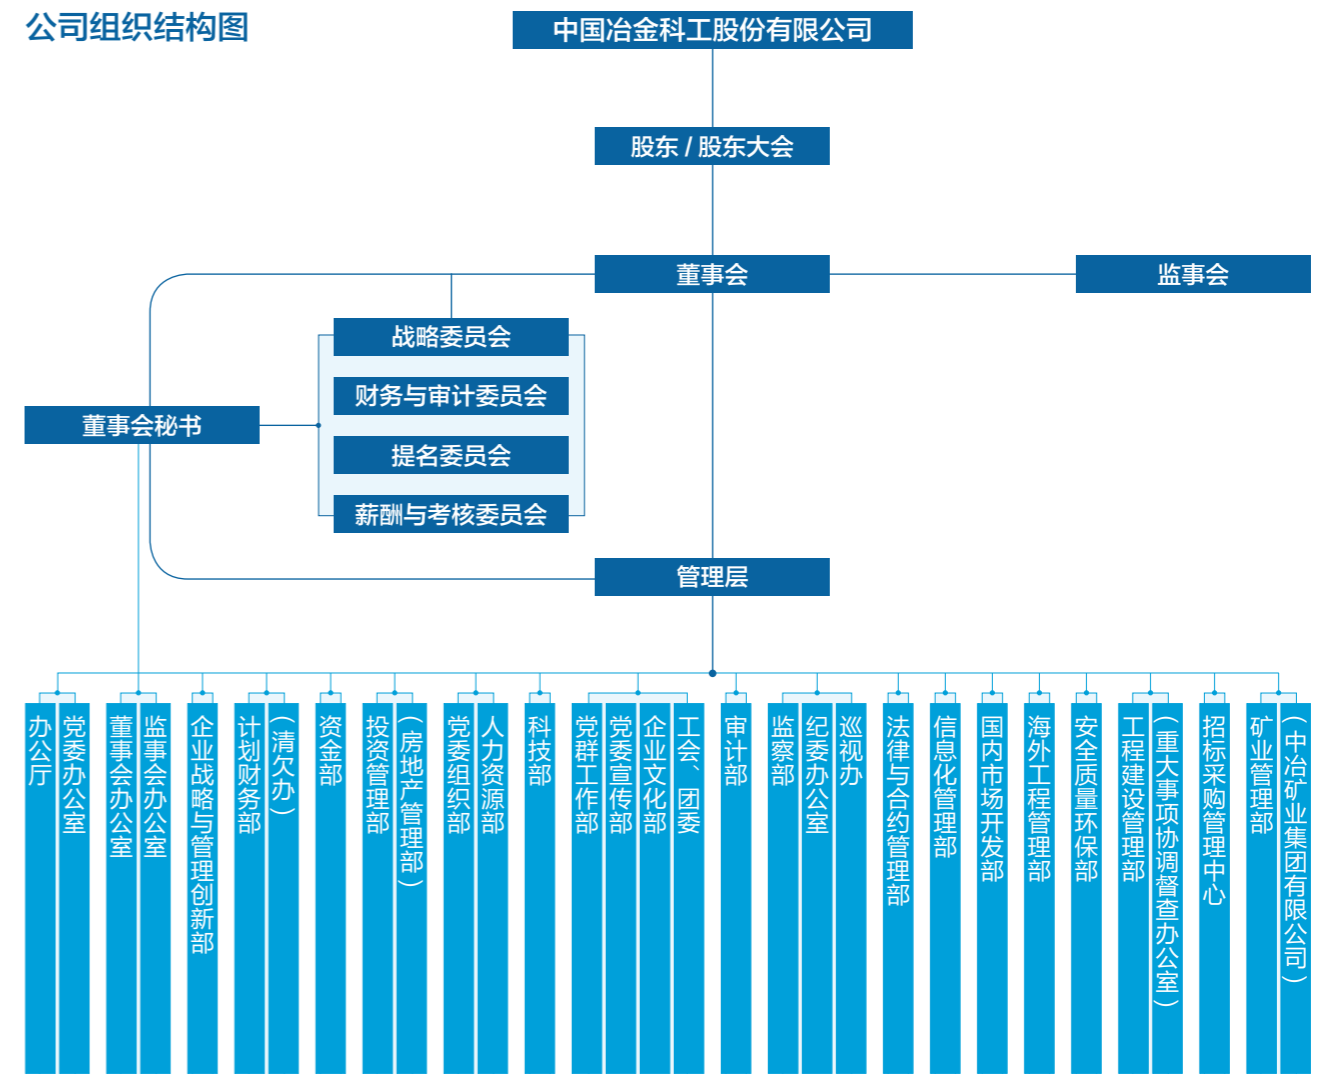 公司组织结构图
中国冶金科工股份有限公司
股东 / 股东大会
董事会
监事会
战略委员会
财务与审计委员会
董事会秘书
提名委员会
薪酬与考核委员会
管理层
办公厅
党委办公室
董事会办公室
监事会办公室
企业战略与管理创新部
计划财务部
(清欠办)
资金部
投资管理部
(房地产管理部)
党委组织部
人力资源部
科技部
党群工作部
党委宣传部
企业文化部
工会、团委
审计部
监察部
纪委办公室
巡视办
法律与合约管理部
信息化管理部
国内市场开发部
海外工程管理部
安全质量环保部
工程建设管理部
(重大事项协调督查办公室)
招标采购管理中心
矿业管理部
(中冶矿业集团有限公司)